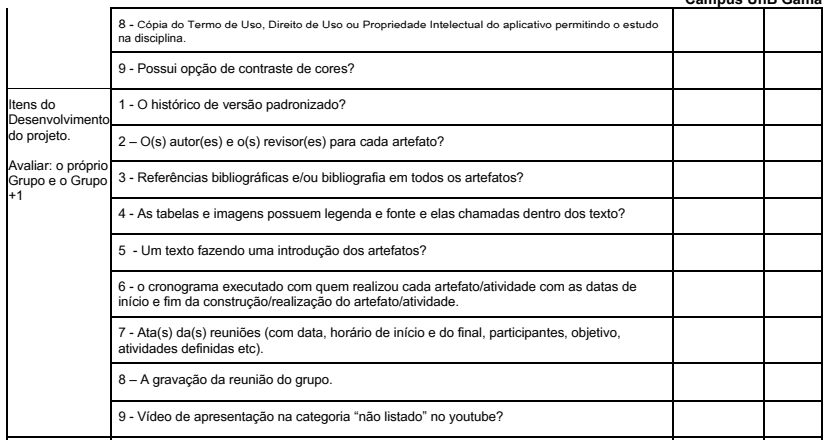 Campus UnB Gama
8 - Cópia do Termo de Uso, Direito de Uso ou Propriedade Intelectual do aplicativo permitindo o estudo
na disciplina.
9 - Possui opção de contraste de cores?
Itens do
Desenvolvimento
do projeto.
Avaliar: o próprio
Grupo e o Grupo
+1
1 - O histórico de versão padronizado?
2 – O(s) autor(es) e o(s) revisor(es) para cada artefato?
3 - Referências bibliográficas e/ou bibliografia em todos os artefatos?
4 - As tabelas e imagens possuem legenda e fonte e elas chamadas dentro dos texto?
5 - Um texto fazendo uma introdução dos artefatos?
6 - o cronograma executado com quem realizou cada artefato/atividade com as datas de
início e fim da construção/realização do artefato/atividade.
7 - Ata(s) da(s) reuniões (com data, horário de início e do final, participantes, objetivo,
atividades definidas etc).
8 – A gravação da reunião do grupo.
9 - Vídeo de apresentação na categoria “não listado” no youtube?